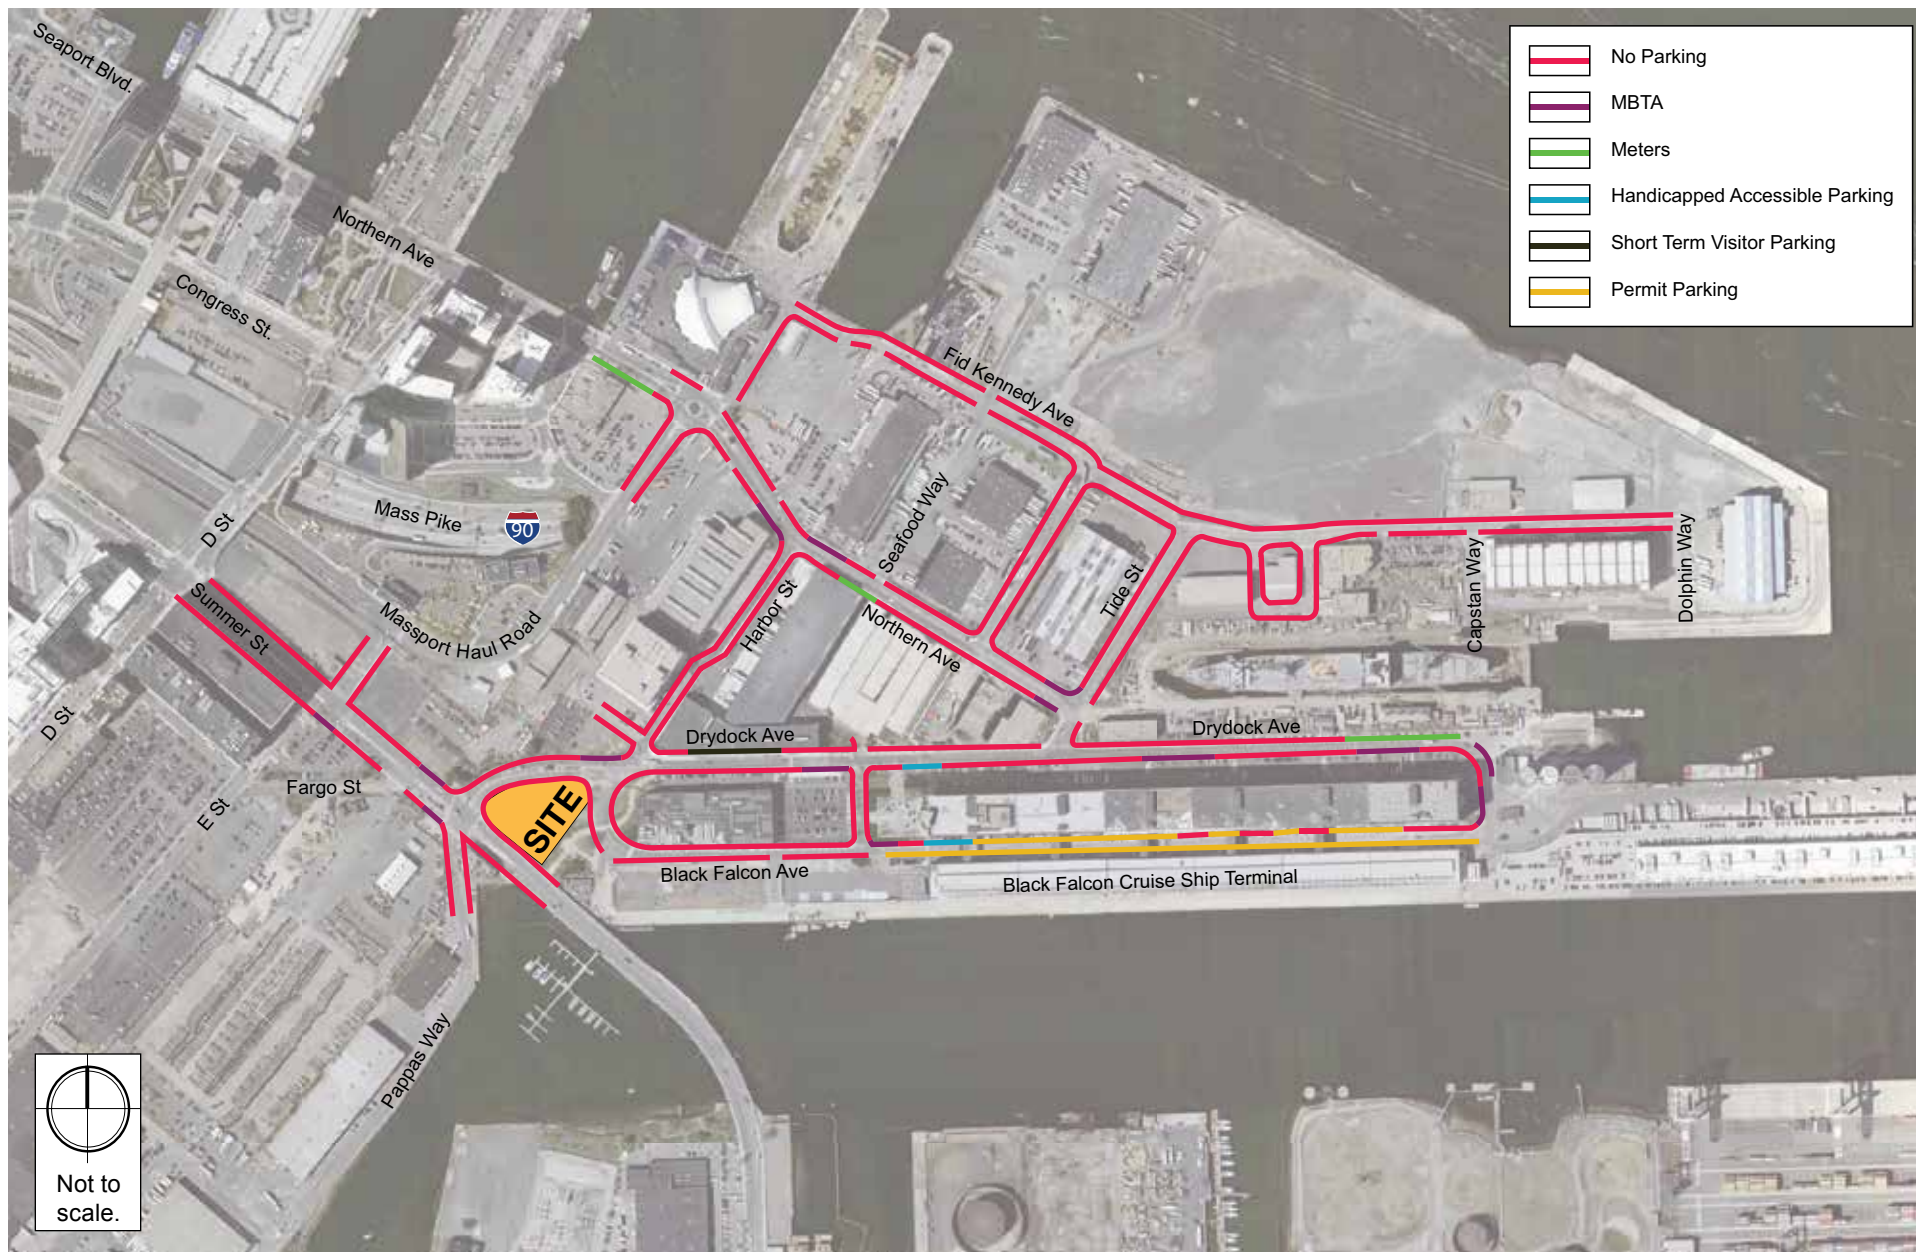 Seaport Blvd.
No Parking
MBTA
Meters
Handicapped Accessible Parking
Short Term Visitor Parking
Permit Parking
Northern Ave
Congress St.
Fid Kennedy Ave
Seafood Way
Mass Pike
90
D St
Summer St
Massport Haul Road
Harbor St
Northern Ave
Tide St
Capstan Way
Dolphin Way
D St
Drydock Ave
Drydock Ave
Fargo St
E St
SITE
Black Falcon Ave
Black Falcon Cruise Ship Terminal
Pappas Way
Not to
scale.